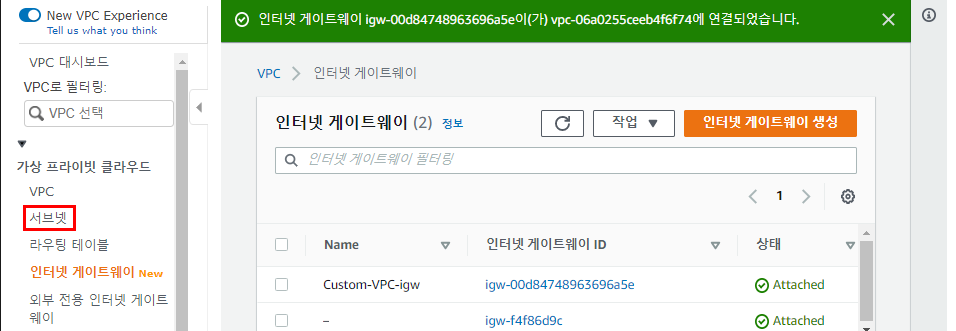 New VPC Experience
Tell us what you think
VPC 대시보드
VPC로 필터링:
VPC 선택
가상 프라이빗 클라우드
VPC
서브넷
라우팅 테이블
인터넷 게이트웨이 New
외부 전용 인터넷 게이트
웨이
인터넷 게이트웨이 igw-00d84748963696a5e이(가) vpc-06a0255ceeb4f6f74에 연결되었습니다.
VPC > 인터넷 게이트웨이
인터넷 게이트웨이 (2) 정보
작업
인터넷 게이트웨이 생성
인터넷 게이트웨이 필터링
1
Name 인터넷 게이트웨이 ID 상태
Custom-VPC-igw igw-00d84748963696a5e Attached
– igw-f4f86d9c Attached